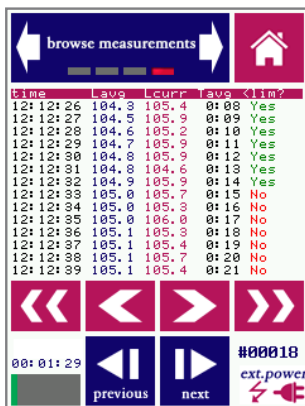 browse measurements
time Lavg Lcurr Tavg <lim?
12:12:26 104.3 105.4 0:08 Yes
12:12:27 104.5 105.9 0:09 Yes
12:12:28 104.6 105.2 0:10 Yes
12:12:29 104.7 105.9 0:11 Yes
12:12:30 104.8 105.9 0:12 Yes
12:12:31 104.8 104.6 0:13 Yes
12:12:32 104.9 105.9 0:14 Yes
12:12:33 105.0 105.7 0:15 No
12:12:34 105.0 105.3 0:16 No
12:12:35 105.0 106.0 0:17 No
12:12:36 105.1 105.3 0:18 No
12:12:37 105.1 105.4 0:19 No
12:12:38 105.1 105.7 0:20 No
12:12:39 105.1 105.4 0:21 No
00:01:29
previous
next
#00018
ext.power